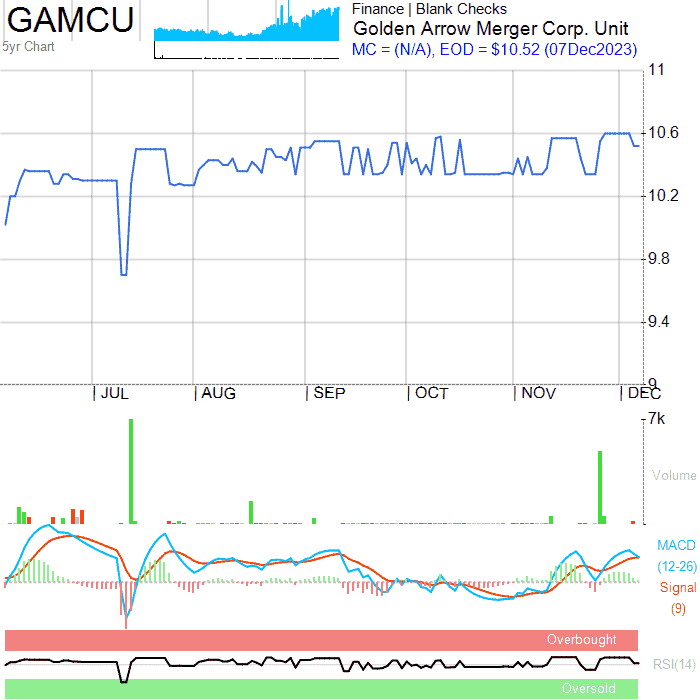 GAMCU
5yr Chart
Finance | Blank Checks
Golden Arrow Merger Corp. Unit
MC = (N/A), EOD = $10.52 (07Dec2023)
11
10.6
10.2
9.8
9.4
9
JUL AUG SEP OCT NOV DEC
7k
Volume
MACD
(12-26)
Signal
(9)
Overbought
RSI(14)
Oversold